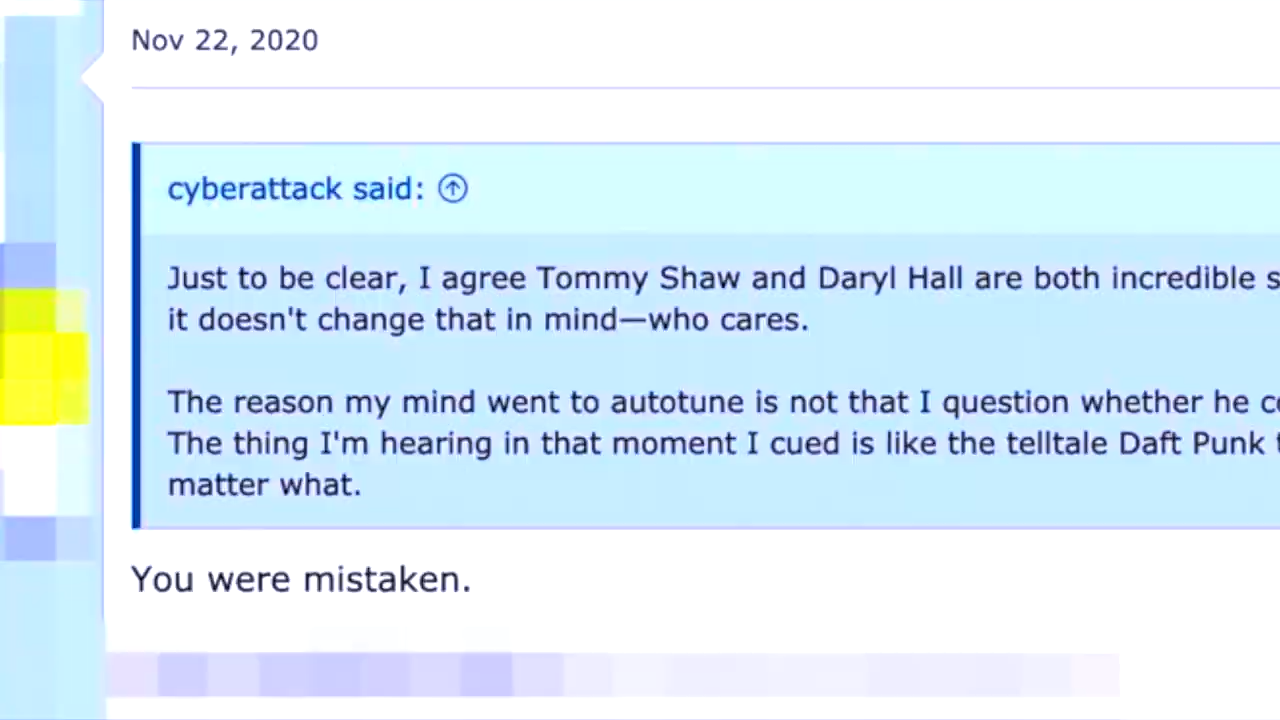 Nov 22, 2020
cyberattack said:
Just to be clear, I agree Tommy Shaw and Daryl Hall are both incredible
it doesn't change that in mind—who cares.
The reason my mind went to autotune is not that I question whether he
The thing I'm hearing in that moment I cued is like the telltale Daft Punk
matter what.
You were mistaken.